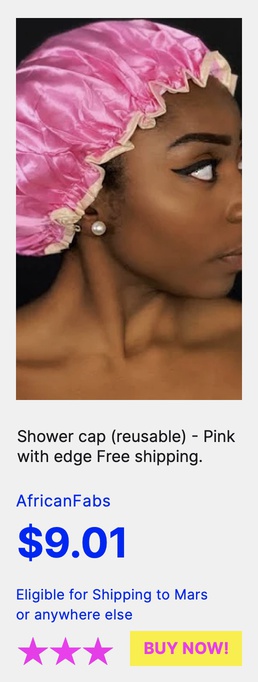 Shower cap (reusable) - Pink
with edge Free shipping.
AfricanFabs
$9.01
Eligible for Shipping to Mars
or anywhere else
BUY NOW!